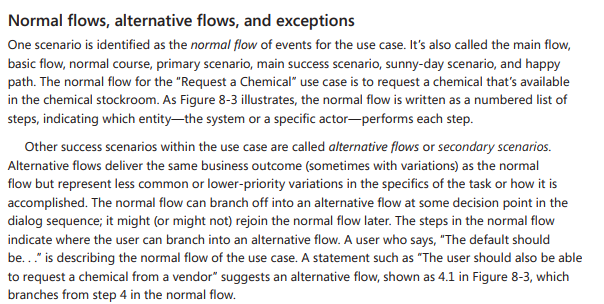 Normal flows, alternative flows, and exceptions
One scenario is identified as the normal flow of events for the use case. It’s also called the main flow,
basic flow, normal course, primary scenario, main success scenario, sunny-day scenario, and happy
path. The normal flow for the “Request a Chemical” use case is to request a chemical that’s available
in the chemical stockroom. As Figure 8-3 illustrates, the normal flow is written as a numbered list of
steps, indicating which entity—the system or a specific actor—performs each step.
Other success scenarios within the use case are called alternative flows or secondary scenarios.
Alternative flows deliver the same business outcome (sometimes with variations) as the normal
flow but represent less common or lower-priority variations in the specifics of the task or how it is
accomplished. The normal flow can branch off into an alternative flow at some decision point in the
dialog sequence; it might (or might not) rejoin the normal flow later. The steps in the normal flow
indicate where the user can branch into an alternative flow. A user who says, “The default should
be. . .” is describing the normal flow of the use case. A statement such as “The user should also be able
to request a chemical from a vendor” suggests an alternative flow, shown as 4.1 in Figure 8-3, which
branches from step 4 in the normal flow.